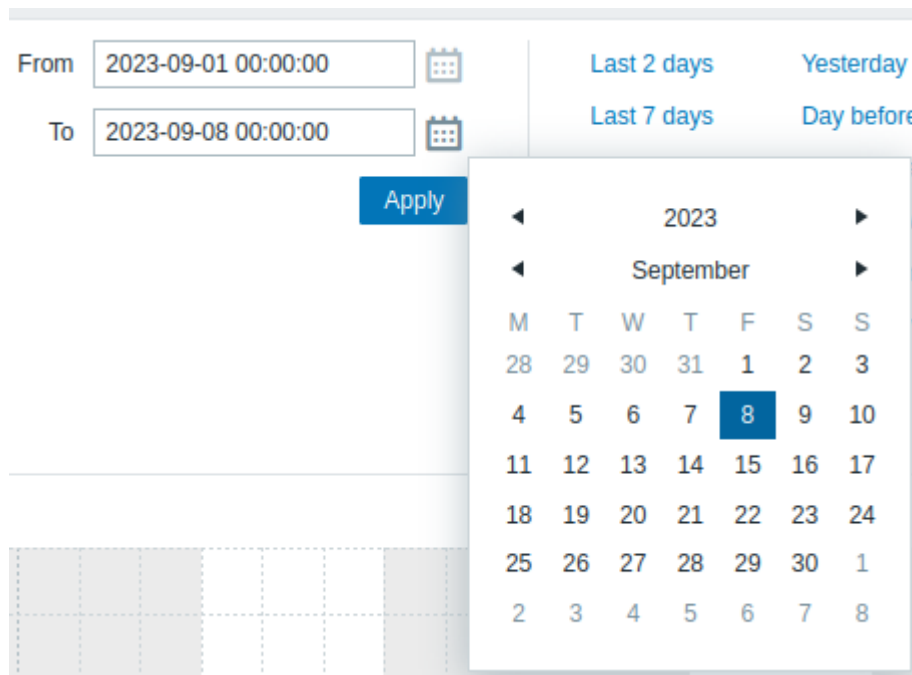 From 2023-09-01 00:00:00 Last 2 days Yesterday
To 2023-09-08 00:00:00 Last 7 days Day before
Apply
2023
September
M T W T F S S
28 29 30 31 1 2 3
4 5 6 7 8 9 10
11 12 13 14 15 16 17
18 19 20 21 22 23 24
25 26 27 28 29 30 1
2 3 4 5 6 7 8